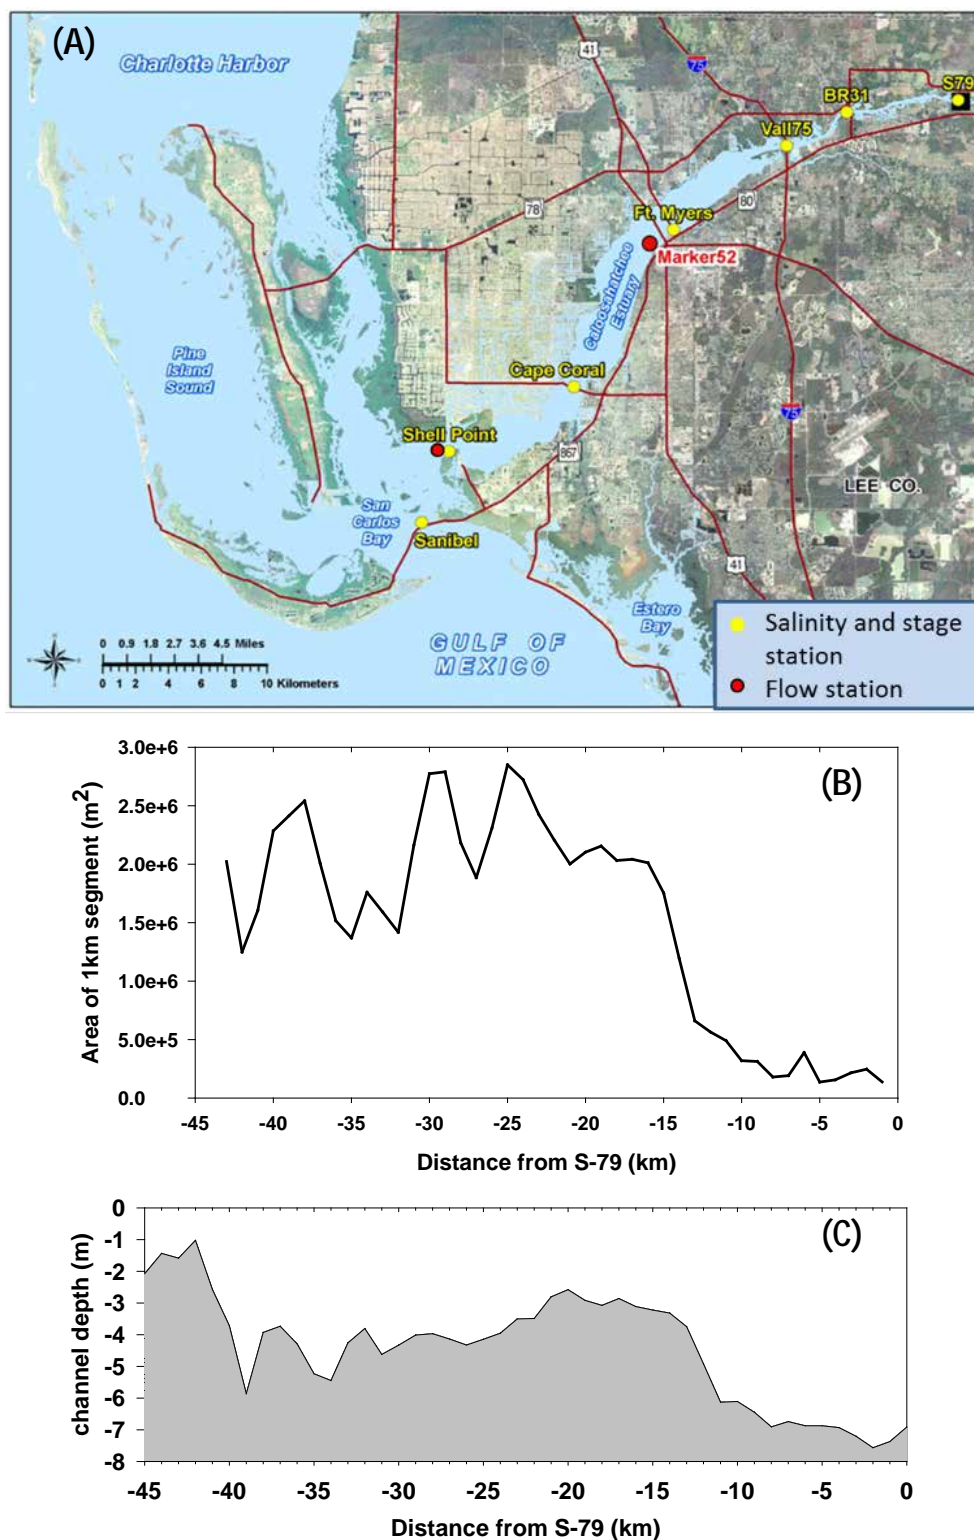 (A)
Charlotte Harbor
41
75
S79
BR31
Vall75
78
80
Ft. Myers
Marker52
Caloosahatchee
Estuary
Pine
Island
Sound
Cape Coral
75
Shell Point
867
LEE CO.
San
Carlos
Bay
Sanibel
41
Estero
Bay
GULF OF
MEXICO
0 0.9 1.8 2.7 3.6 4.5 Miles
0 1 2 4 6 8 10 Kilometers
Salinity and stage
station
Flow station
(B)
Area of 1km segment (m2)
3.0e+6
2.5e+6
2.0e+6
1.5e+6
1.0e+6
5.0e+5
0.0
-45 -40 -35 -30 -25 -20 -15 -10 -5 0
Distance from S-79 (km)
(C)
channel depth (m)
0
-1
-2
-3
-4
-5
-6
-7
-8
-45 -40 -35 -30 -25 -20 -15 -10 -5 0
Distance from S-79 (km)